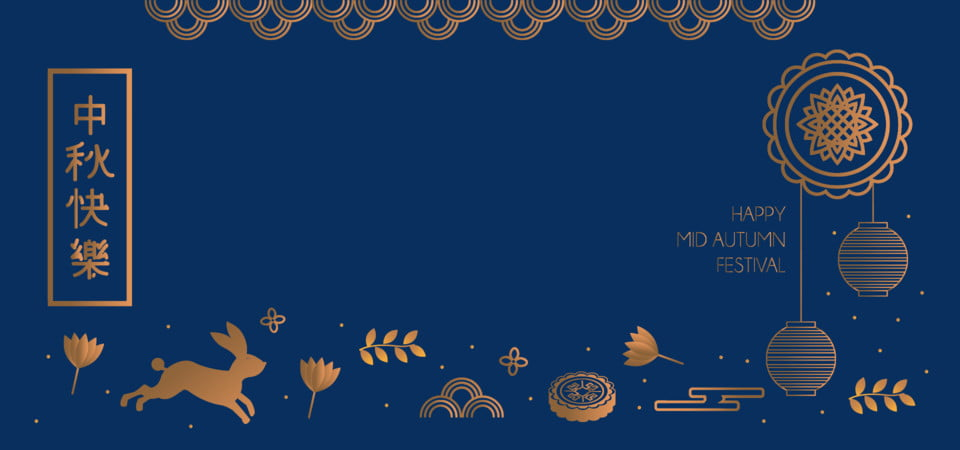 中秋快樂
HAPPY
MID AUTUMN
FESTIVAL